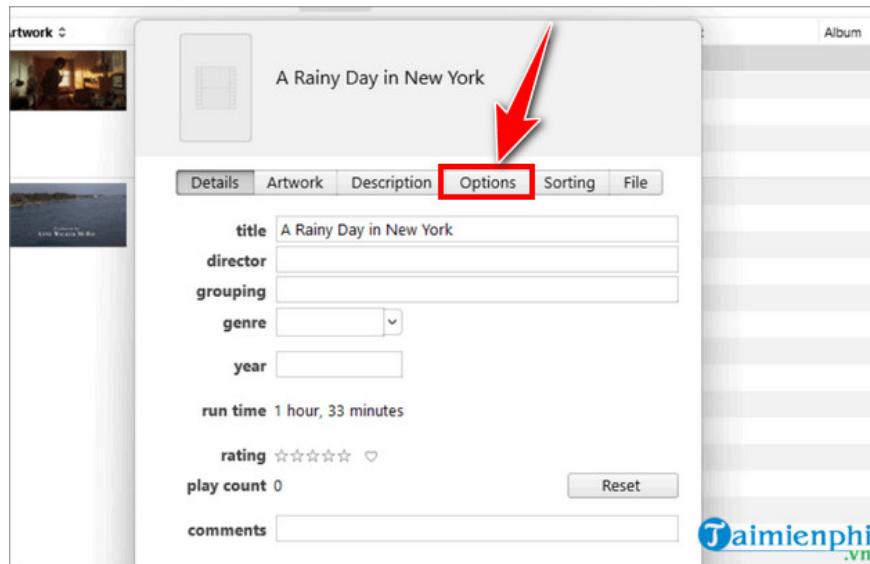 Artwork
Album
A Rainy Day in New York
Details Artwork Description Options Sorting File
title A Rainy Day in New York
director
grouping
genre
year
run time 1 hour, 33 minutes
rating
play count 0
Reset
comments
Taimienphi
.vn